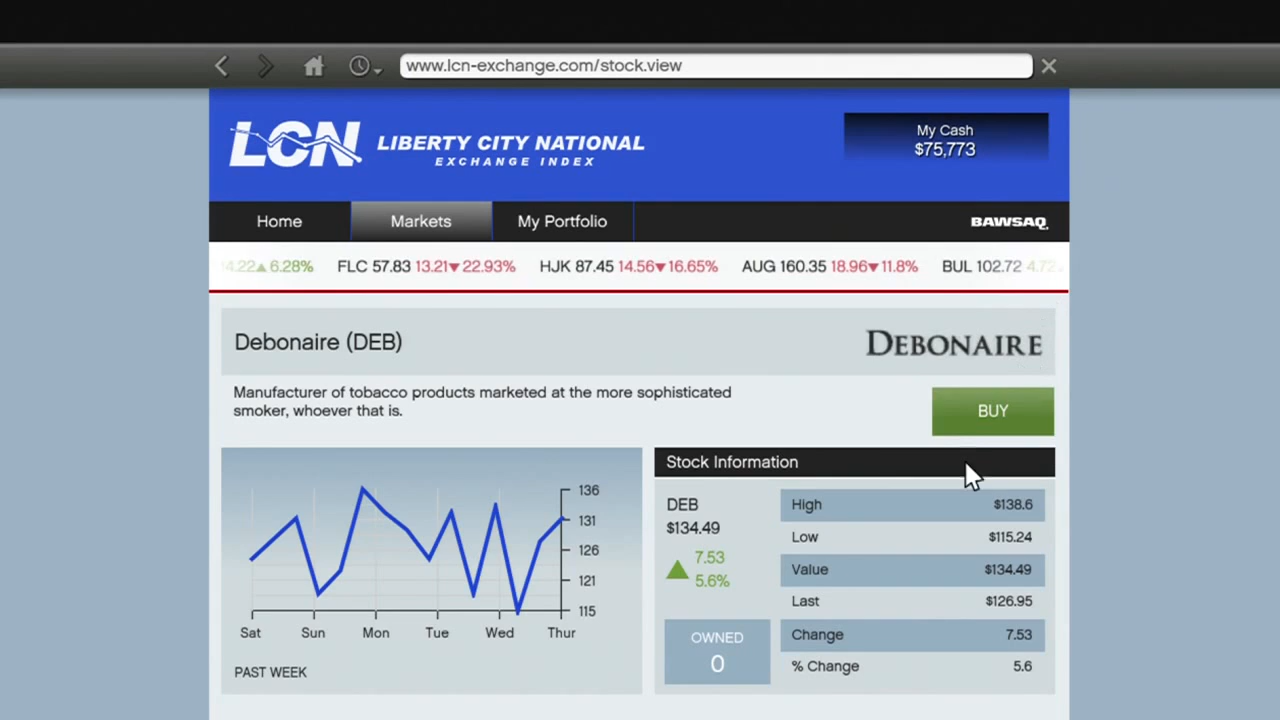 www.lcn-exchange.com/stock.view
LCN LIBERTY CITY NATIONAL
EXCHANGE INDEX
My Cash
$75,773
Home Markets My Portfolio BAWSAQ
4.22▲6.28% FLC 57.83 13.21▼22.93% HJK 87.45 14.56▼16.65% AUG 160.35 18.96▼11.8% BUL 102.72 4.72
Debonaire (DEB) DEBONAIRE
Manufacturer of tobacco products marketed at the more sophisticated
smoker, whoever that is.
BUY
136
131
126
121
115
Sat Sun Mon Tue Wed Thur
PAST WEEK
Stock Information
DEB
$134.49
7.53
5.6%
OWNED
0
High $138.6
Low $115.24
Value $134.49
Last $126.95
Change 7.53
% Change 5.6